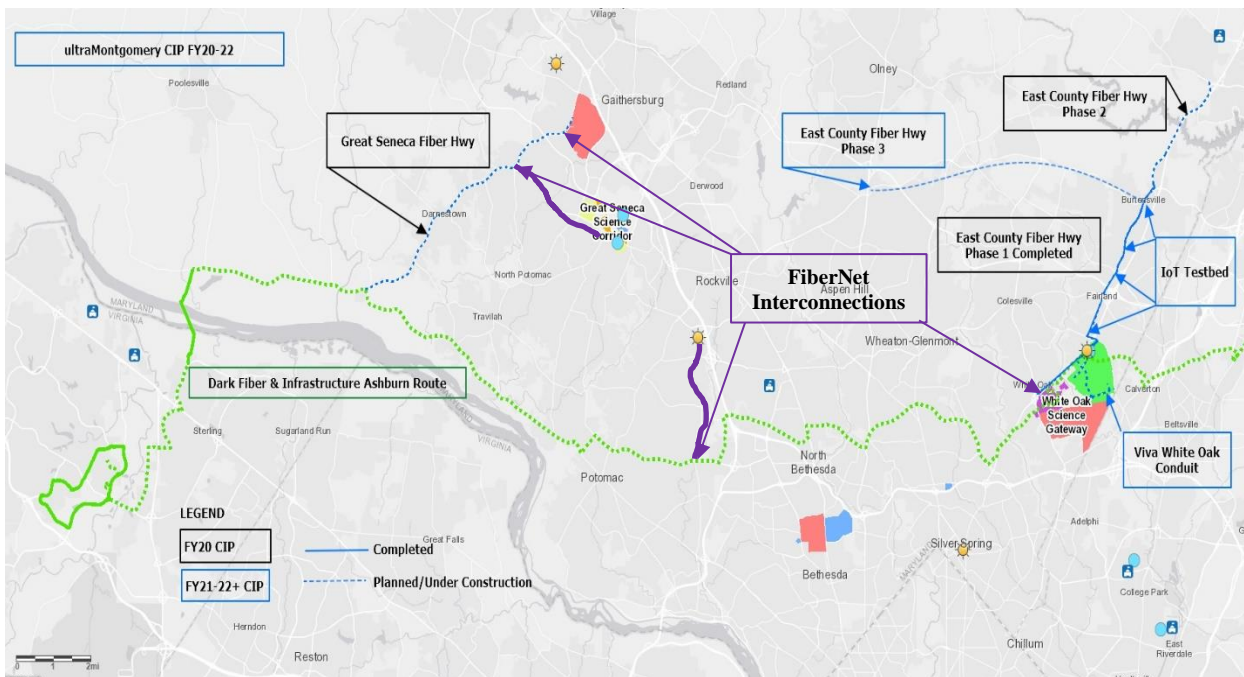 ultraMontgomery CIP FY20-22
Village
Poolesville
Gaithersburg
Redland
Olney
East County Fiber Hwy
Phase 2
Great Seneca Fiber Hwy
East County Fiber Hwy
Phase 3
Derwood
Darnestown
Great Seneca
Science
Corridor
Burtonsville
East County Fiber Hwy
Phase 1 Completed
IoT Testbed
North Potomac
Rockville
FiberNet
Interconnections
Aspen Hill
Colesville
Fairland
MARYLAND
VIRGINIA
Travilah
Wheaton-Glenmont
Dark Fiber & Infrastructure Ashburn Route
White Oak
White Oak
Science
Gateway
Calverton
MARYLAND
VIRGINIA
Sterling
Sugarland Run
Beltsville
North
Bethesda
Viva White Oak
Conduit
Potomac
LEGEND
FY20 CIP
Completed
FY21-22+ CIP
Planned/Under Construction
Great Falls
Adelphi
Silver Spring
MARYLAND
Bethesda
College Park
Herndon
Reston
Chillum
East
Riverdale
0 1 2mi